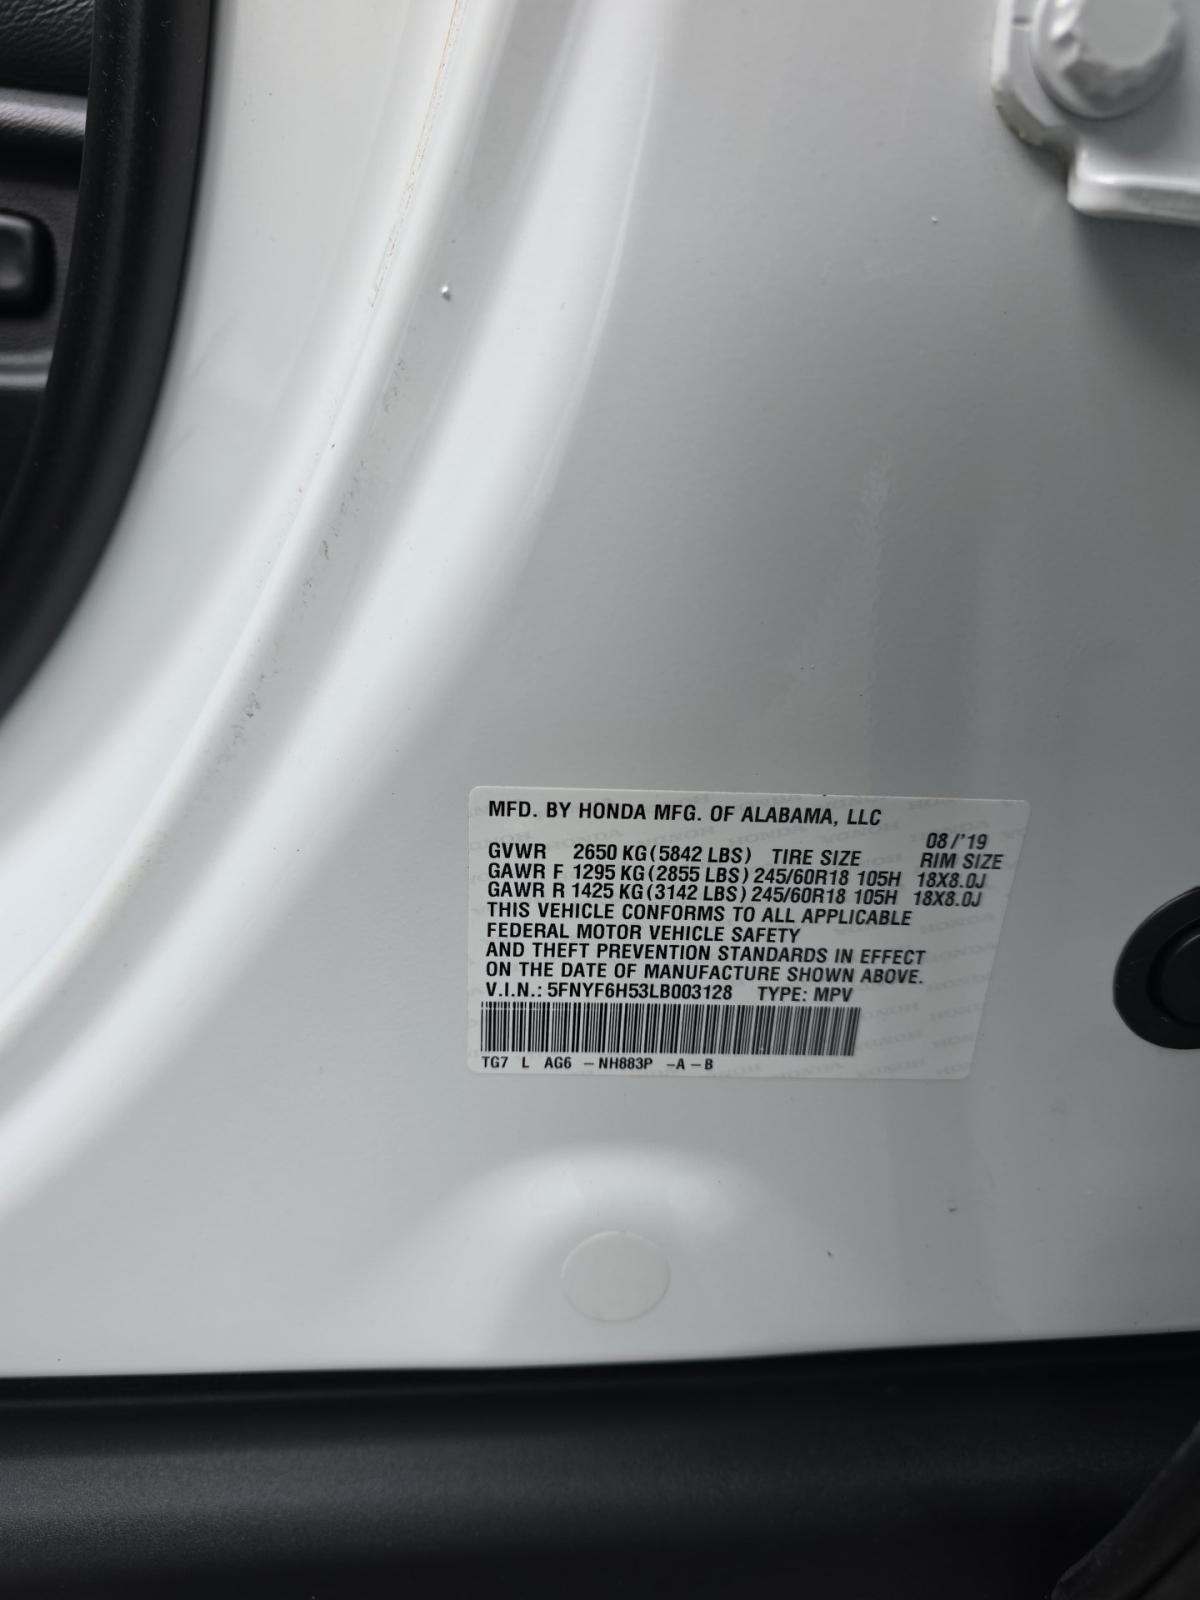 MFD. BY HONDA MFG. OF ALABAMA, LLC
08/'19
GVWR 2650 KG(5842 LBS) TIRE SIZE RIM SIZE
GAWR F 1295 KG(2855 LBS) 245/60R18 105H 18X8.0J
GAWR R 1425 KG(3142 LBS) 245/60R18 105H 18X8.0J
THIS VEHICLE CONFORMS TO ALL APPLICABLE
FEDERAL MOTOR VEHICLE SAFETY
AND THEFT PREVENTION STANDARDS IN EFFECT
ON THE DATE OF MANUFACTURE SHOWN ABOVE.
V.I.N.: 5FNYF6H53LB003128 TYPE: MPV
TG7 L AG6 -NH883P -A-B